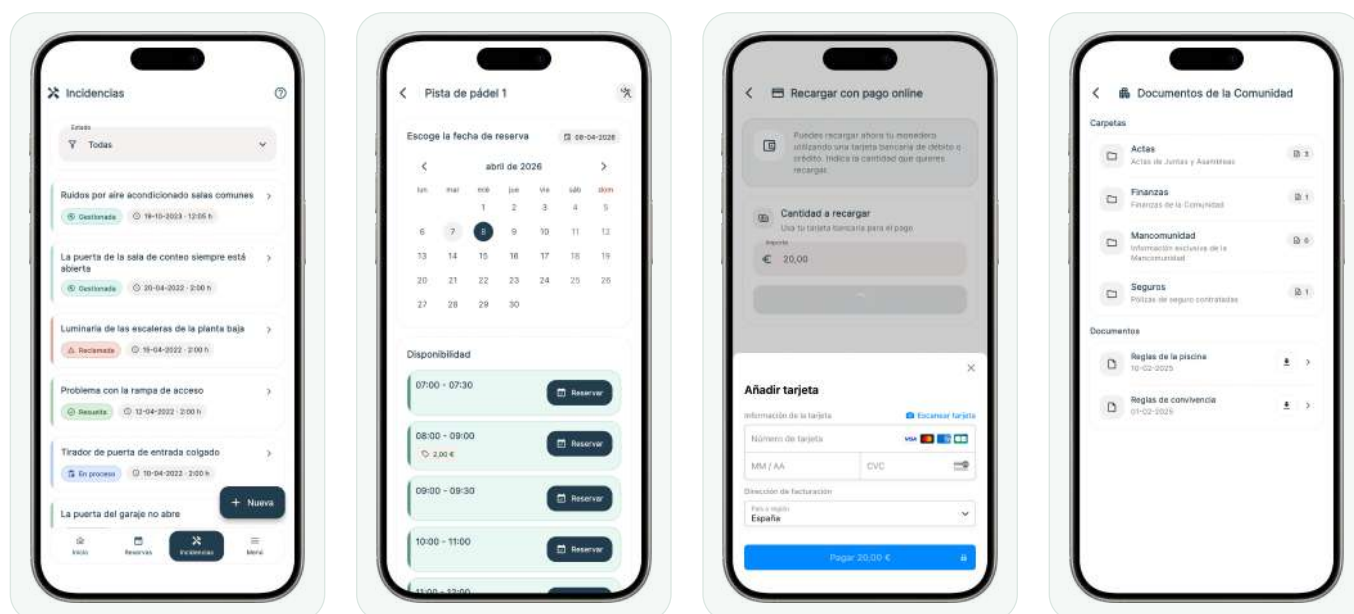 Incidencias
Estado
Todas
Ruidos por aire acondicionado salas comunes
Gestionada 19-10-2023 - 12:05 h
La puerta de la sala de conteo siempre está
abierta
Gestionada 20-04-2022 - 2:00 h
Luminaria de las escaleras de la planta baja
Reclamada 15-04-2022 - 2:00 h
Problema con la rampa de acceso
Resuelta 12-04-2022 - 2:00 h
Tirador de puerta de entrada colgado
En proceso 10-04-2022 - 2:00 h
+ Nueva
La puerta del garaje no abre
Inicio Reservas Incidencias Menú
Pista de pádel 1
Escoge la fecha de reserva 08-04-2026
abril de 2026
lun mar mié jue vie sáb dom
1 2 3 4 5
6 7 8 9 10 11 12
13 14 15 16 17 18 19
20 21 22 23 24 25 26
27 28 29 30
Disponibilidad
07:00 - 07:30 Reservar
08:00 - 09:00
2,00 € Reservar
09:00 - 09:30 Reservar
10:00 - 11:00 Reservar
11:00 - 12:00
Recargar con pago online
Puedes recargar ahora tu monedero
utilizando una tarjeta bancaria de débito o
crédito. Indica la cantidad que quieres
recargar.
Cantidad a recargar
Usa tu tarjeta bancaria para el pago
Importe
€ 20,00
Añadir tarjeta
Información de la tarjeta Escanear tarjeta
Número de tarjeta VISA
MM / AA CVC
Dirección de facturación
País o región
España
Pagar 20,00 €
Documentos de la Comunidad
Carpetas
Actas
Actas de Juntas y Asambleas 3
Finanzas
Finanzas de la Comunidad 1
Mancomunidad
Información exclusiva de la
Mancomunidad
Seguros
Pólizas de seguro contratadas 1
Documentos
Reglas de la piscina
10-02-2025
Reglas de convivencia
01-02-2025